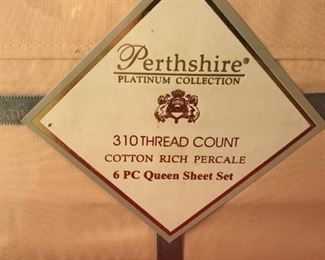 Perthshire®
PLATINUM COLLECTION
310 THREAD COUNT
COTTON RICH PERCALE
6 PC Queen Sheet Set